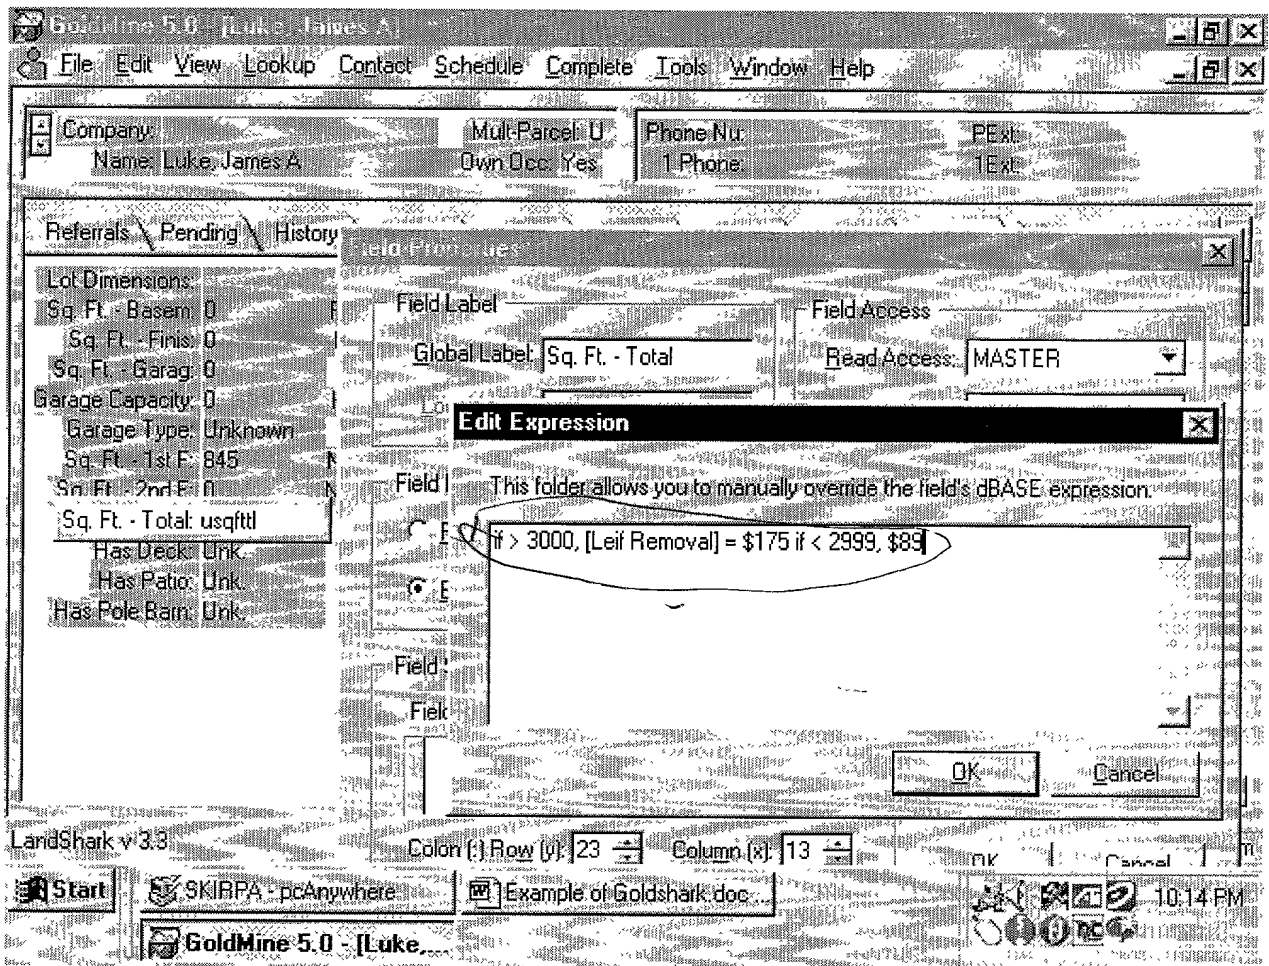 GoldMine 5.0 - [Luke, James A]
File Edit View Lookup Contact Schedule Complete Tools Window Help
Company:
Name: Luke, James A
Mult-Parcel: U
Own Occ: Yes
Phone Nu:
1 Phone:
PExt:
1Ext:
Referrals Pending History
Lot Dimensions:
Sq. Ft. - Basem: 0
Sq. Ft. - Finis: 0
Sq. Ft. - Garag: 0
Garage Capacity: 0
Garage Type: Unknown
Sq. Ft. - 1st F: 845
Sq. Ft. - 2nd F: 0
Sq. Ft. - Total: usqfttl
Has Deck: Unk.
Has Patio: Unk.
Has Pole Barn: Unk.
Field Properties
Field Label
Global Label: Sq. Ft. - Total
Field Access
Read Access: MASTER
Edit Expression
This folder allows you to manually override the field's dBASE expression.
if > 3000, [Leif Removal] = $175 if < 2999, $89
OK Cancel
Field
Colon (:) Row (y): 23 Column (x): 13
OK Cancel
LandShark v 3.3
Start SKIRPA - pcAnywhere Example of Goldshark.doc ... 10:14 PM
GoldMine 5.0 - [Luke,...